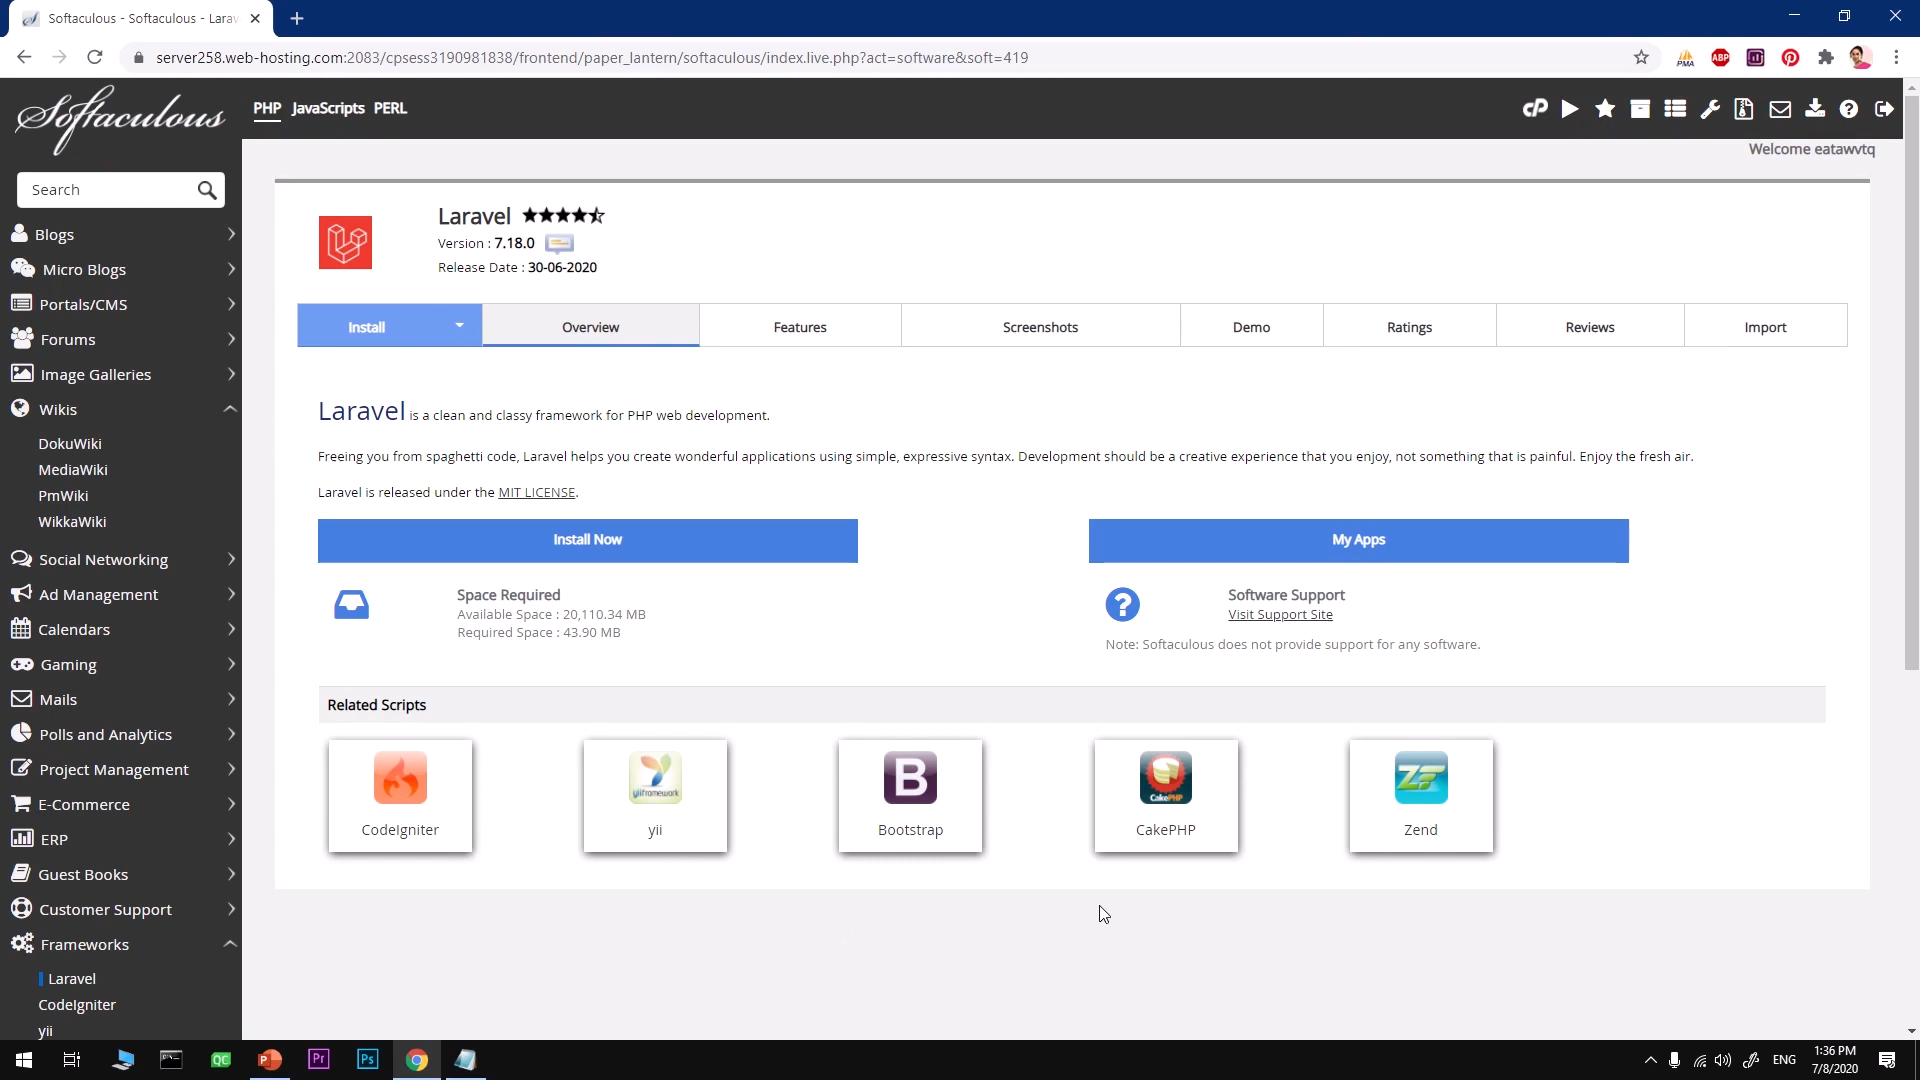 Softaculous - Softaculous - Larav
server258.web-hosting.com:2083/cpsess3190981838/frontend/paper_lantern/softaculous/index.live.php?act=software&soft=419
PMA
ABP
Softaculous
PHP JavaScripts PERL
cP
Welcome eatawvtq
Search
Blogs
Micro Blogs
Portals/CMS
Forums
Image Galleries
Wikis
DokuWiki
MediaWiki
PmWiki
WikkaWiki
Social Networking
Ad Management
Calendars
Gaming
Mails
Polls and Analytics
Project Management
E-Commerce
ERP
Guest Books
Customer Support
Frameworks
Laravel
CodeIgniter
yii
Laravel
Version : 7.18.0
Release Date : 30-06-2020
Install
Overview
Features
Screenshots
Demo
Ratings
Reviews
Import
Laravel is a clean and classy framework for PHP web development.
Freeing you from spaghetti code, Laravel helps you create wonderful applications using simple, expressive syntax. Development should be a creative experience that you enjoy, not something that is painful. Enjoy the fresh air.
Laravel is released under the MIT LICENSE.
Install Now
My Apps
Space Required
Available Space : 20,110.34 MB
Required Space : 43.90 MB
Software Support
Visit Support Site
Note: Softaculous does not provide support for any software.
Related Scripts
CodeIgniter
yiiframework
yii
B
Bootstrap
CakePHP
CakePHP
ZF
Zend
QC
P
Pr
Ps
ENG
1:36 PM
7/8/2020